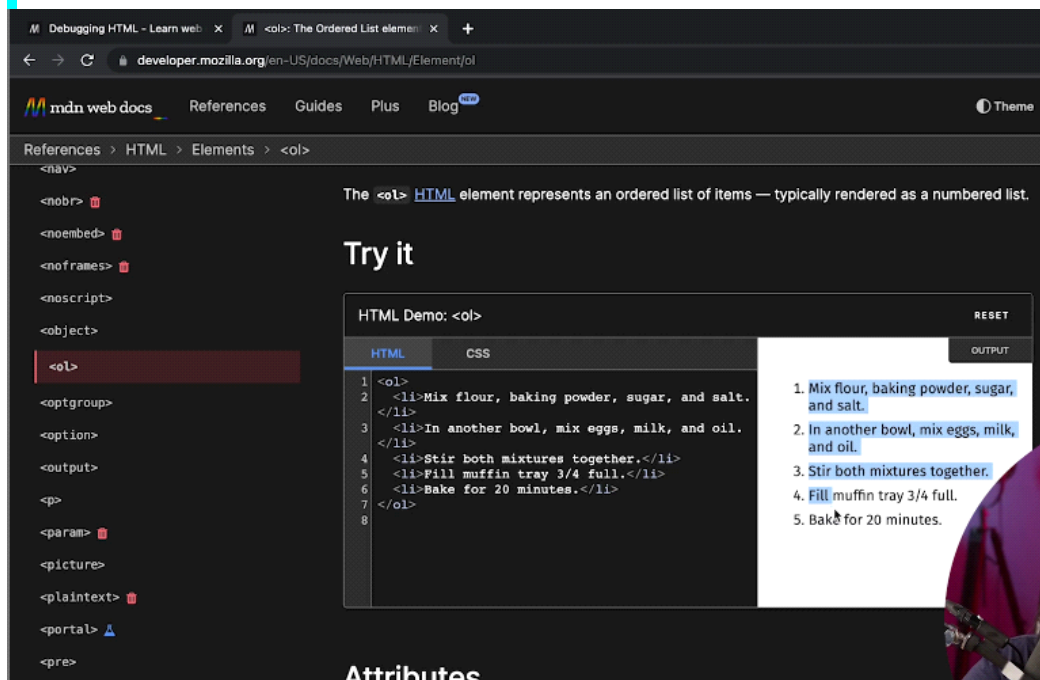 Debugging HTML - Learn web
<ol>: The Ordered List elemen
developer.mozilla.org/en-US/docs/Web/HTML/Element/ol
mdn web docs
References
Guides
Plus
Blog
NEW
Theme
References > HTML > Elements > <ol>
<nav>
<nobr>
<noembed>
<noframes>
<noscript>
<object>
<ol>
<optgroup>
<option>
<output>
<p>
<param>
<picture>
<plaintext>
<portal>
<pre>
The <ol> HTML element represents an ordered list of items — typically rendered as a numbered list.
Try it
HTML Demo: <ol>
RESET
HTML
CSS
1 <ol>
2 <li>Mix flour, baking powder, sugar, and salt.
</li>
3 <li>In another bowl, mix eggs, milk, and oil.
</li>
4 <li>Stir both mixtures together.</li>
5 <li>Fill muffin tray 3/4 full.</li>
6 <li>Bake for 20 minutes.</li>
7 </ol>
8
OUTPUT
1. Mix flour, baking powder, sugar,
and salt.
2. In another bowl, mix eggs, milk,
and oil.
3. Stir both mixtures together.
4. Fill muffin tray 3/4 full.
5. Bake for 20 minutes.
Attributes